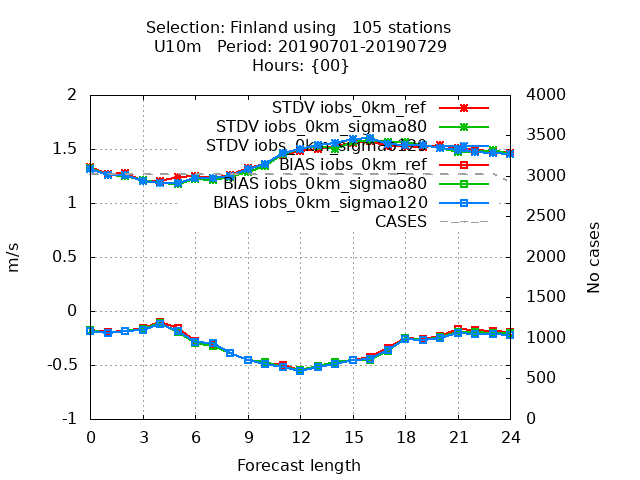 Selection: Finland using   105 stations
U10m   Period: 20190701-20190729
Hours: {00}
2
1.5
1
0.5
0
-0.5
-1
m/s
4000
3500
3000
2500
2000
1500
1000
500
0
No cases
STDV iobs_0km_ref
STDV iobs_0km_sigmao80
STDV iobs_0km_sigmao120
BIAS iobs_0km_ref
BIAS iobs_0km_sigmao80
BIAS iobs_0km_sigmao120
CASES
0 3 6 9 12 15 18 21 24
Forecast length